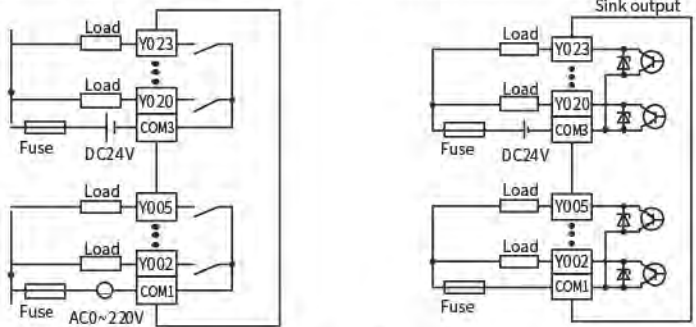 Load
Y023
Load
Y020
COM3
Fuse
DC24V
Load
Y005
Load
Y002
COM1
Fuse
AC0~220V
Sink output
Load
Y023
Load
Y020
COM3
Fuse
DC24V
Load
Y005
Load
Y002
COM1
Fuse